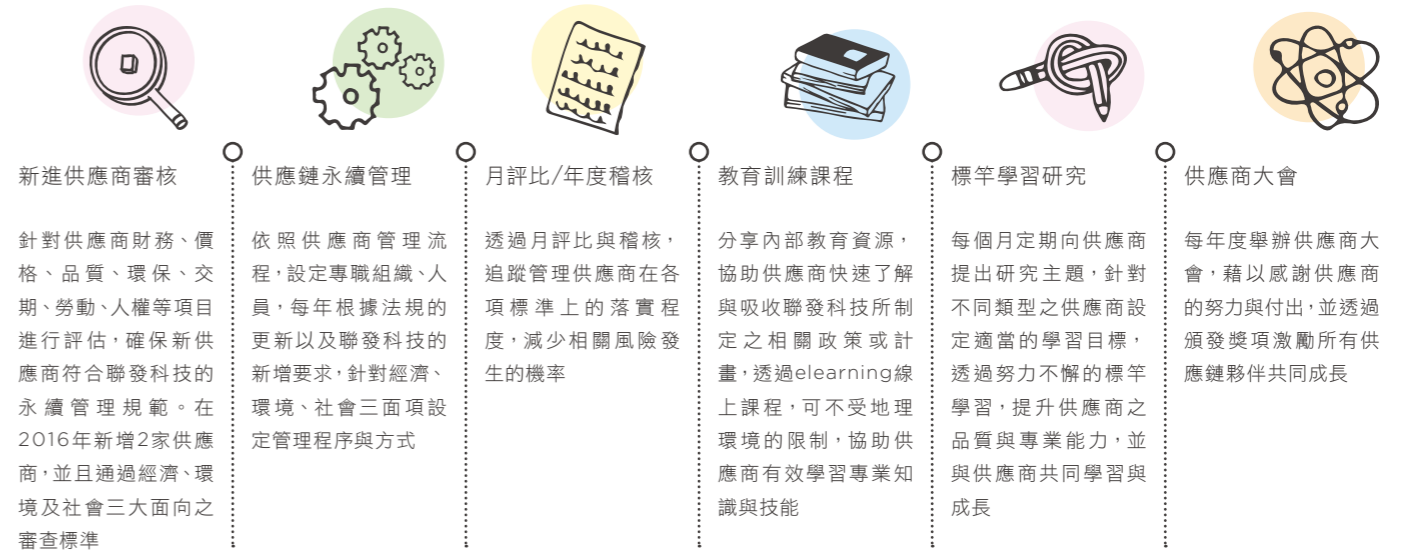 新進供應商審核
針對供應商財務、價
格、品質、環保、交
期、勞動、人權等項目
進行評估，確保新供
應商符合聯發科技的
永續管理規範。在
2016年新增2家供應
商，並且通過經濟、環
境及社會三大面向之
審查標準
供應鏈永續管理
依照供應商管理流
程，設定專職組織、人
員，每年根據法規的
更新以及聯發科技的
新增要求，針對經濟、
環境、社會三面項設
定管理程序與方式
月評比/年度稽核
透過月評比與稽核，
追蹤管理供應商在各
項標準上的落實程
度，減少相關風險發
生的機率
教育訓練課程
分享內部教育資源，
協助供應商快速了解
與吸收聯發科技所制
定之相關政策或計
畫，透過elearning線
上課程，可不受地理
環境的限制，協助供
應商有效學習專業知
識與技能
標竿學習研究
每個月定期向供應商
提出研究主題，針對
不同類型之供應商設
定適當的學習目標，
透過努力不懈的標竿
學習，提升供應商之
品質與專業能力，並
與供應商共同學習與
成長
供應商大會
每年度舉辦供應商大
會，藉以感謝供應商
的努力與付出，並透過
頒發獎項激勵所有供
應鏈夥伴共同成長